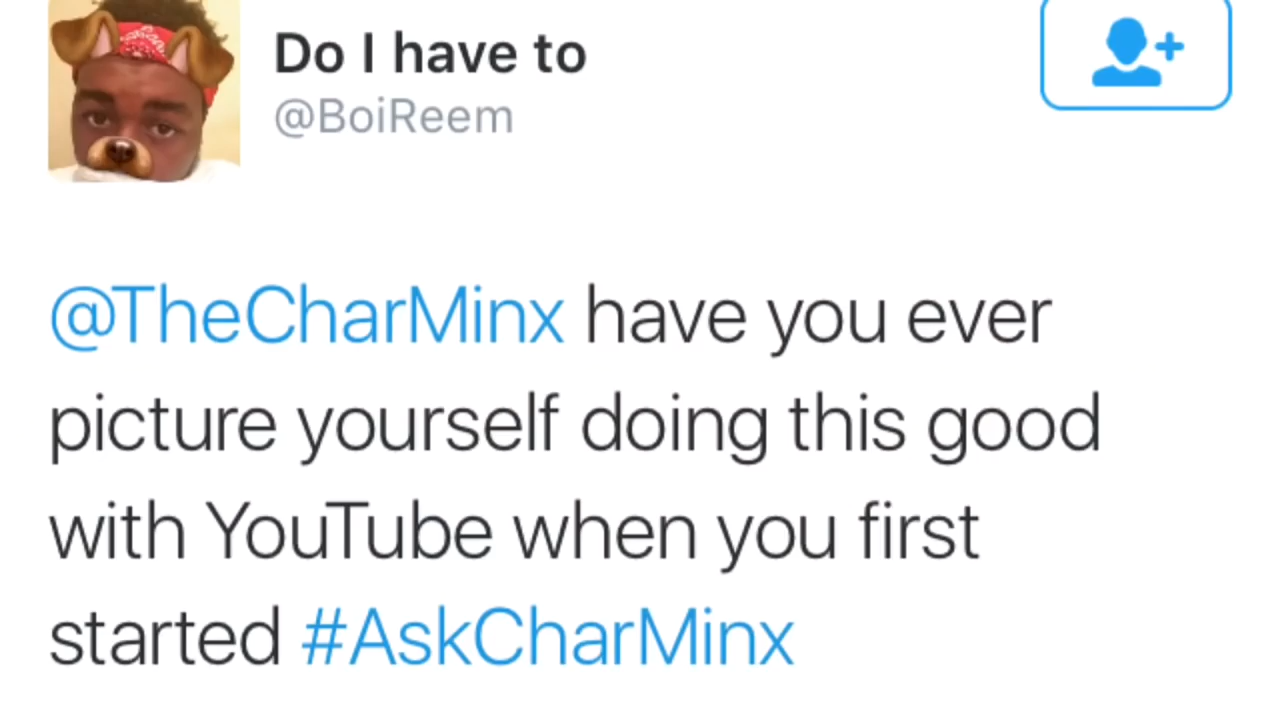 Do I have to
@BoiReem
@TheCharMinx have you ever
picture yourself doing this good
with YouTube when you first
started #AskCharMinx